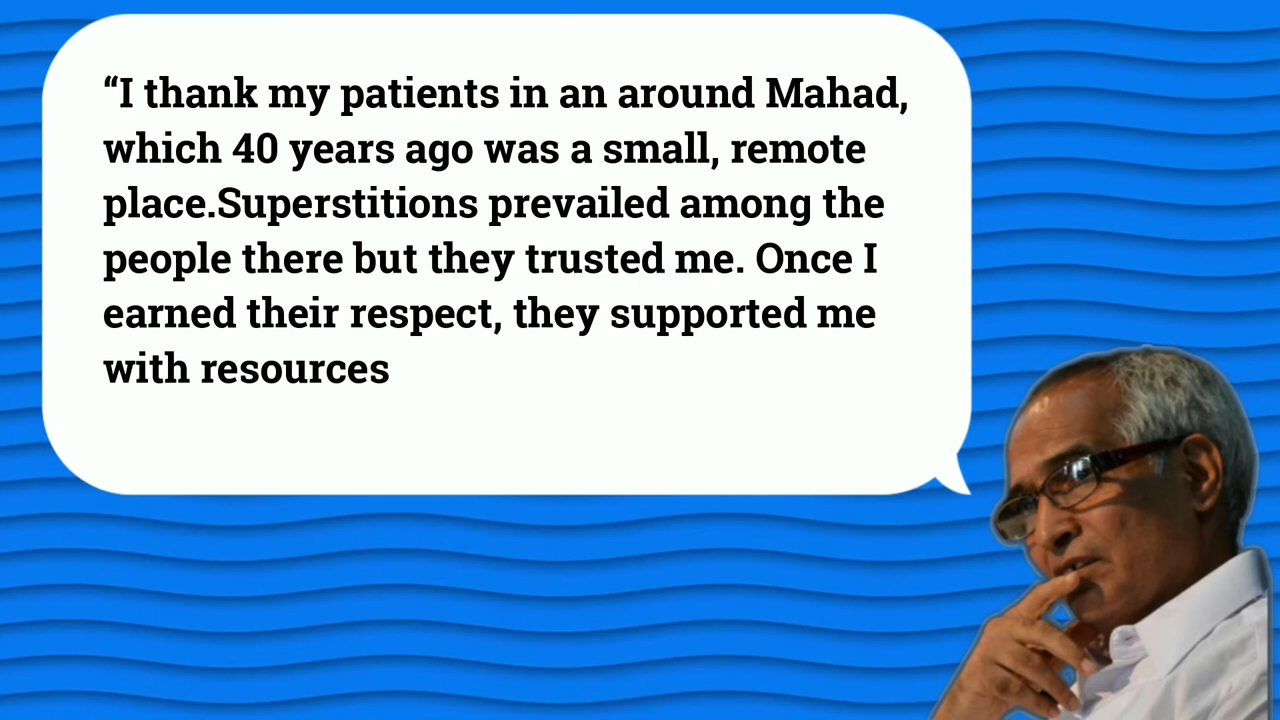 “I thank my patients in an around Mahad,
which 40 years ago was a small, remote
place.Superstitions prevailed among the
people there but they trusted me. Once I
earned their respect, they supported me
with resources